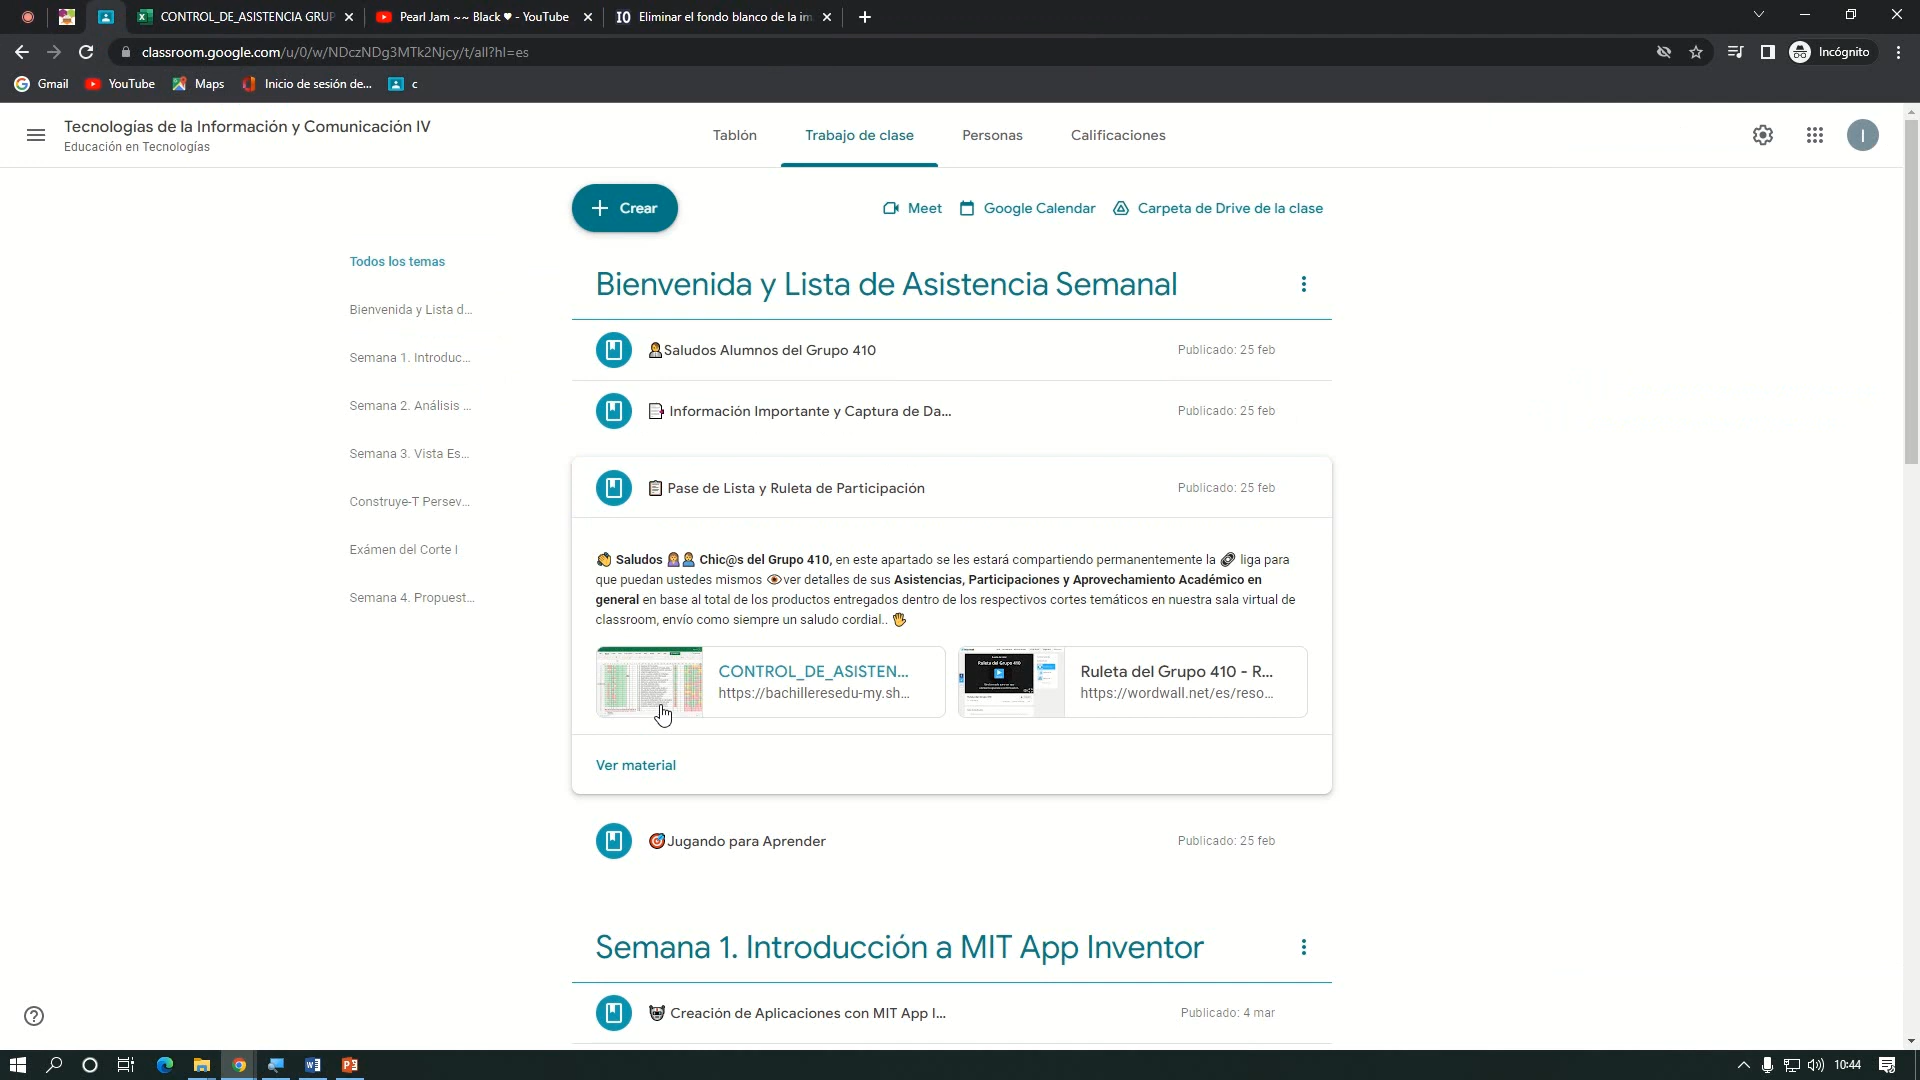 CONTROL_DE_ASISTENCIA GRUP
Pearl Jam ~~ Black ♥ - YouTube
IO Eliminar el fondo blanco de la im
classroom.google.com/u/0/w/NDczNDg3MTk2Njcy/t/all?hl=es
Incógnito
Gmail
YouTube
Maps
Inicio de sesión de...
c
Tecnologías de la Información y Comunicación IV
Educación en Tecnologías
Tablón
Trabajo de clase
Personas
Calificaciones
I
Crear
Meet
Google Calendar
Carpeta de Drive de la clase
Todos los temas
Bienvenida y Lista d...
Semana 1. Introduc...
Semana 2. Análisis ...
Semana 3. Vista Es...
Construye-T Persev...
Exámen del Corte I
Semana 4. Propuest...
Bienvenida y Lista de Asistencia Semanal
Saludos Alumnos del Grupo 410
Publicado: 25 feb
Información Importante y Captura de Da...
Publicado: 25 feb
Pase de Lista y Ruleta de Participación
Publicado: 25 feb
Saludos Chic@s del Grupo 410, en este apartado se les estará compartiendo permanentemente la liga para
que puedan ustedes mismos ver detalles de sus Asistencias, Participaciones y Aprovechamiento Académico en
general en base al total de los productos entregados dentro de los respectivos cortes temáticos en nuestra sala virtual de
classroom, envío como siempre un saludo cordial..
CONTROL_DE_ASISTEN...
https://bachilleresedu-my.sh...
Ruleta del Grupo 410
Ruleta del Grupo 410 - R...
https://wordwall.net/es/reso...
Ver material
Jugando para Aprender
Publicado: 25 feb
Semana 1. Introducción a MIT App Inventor
Creación de Aplicaciones con MIT App I...
Publicado: 4 mar
10:44